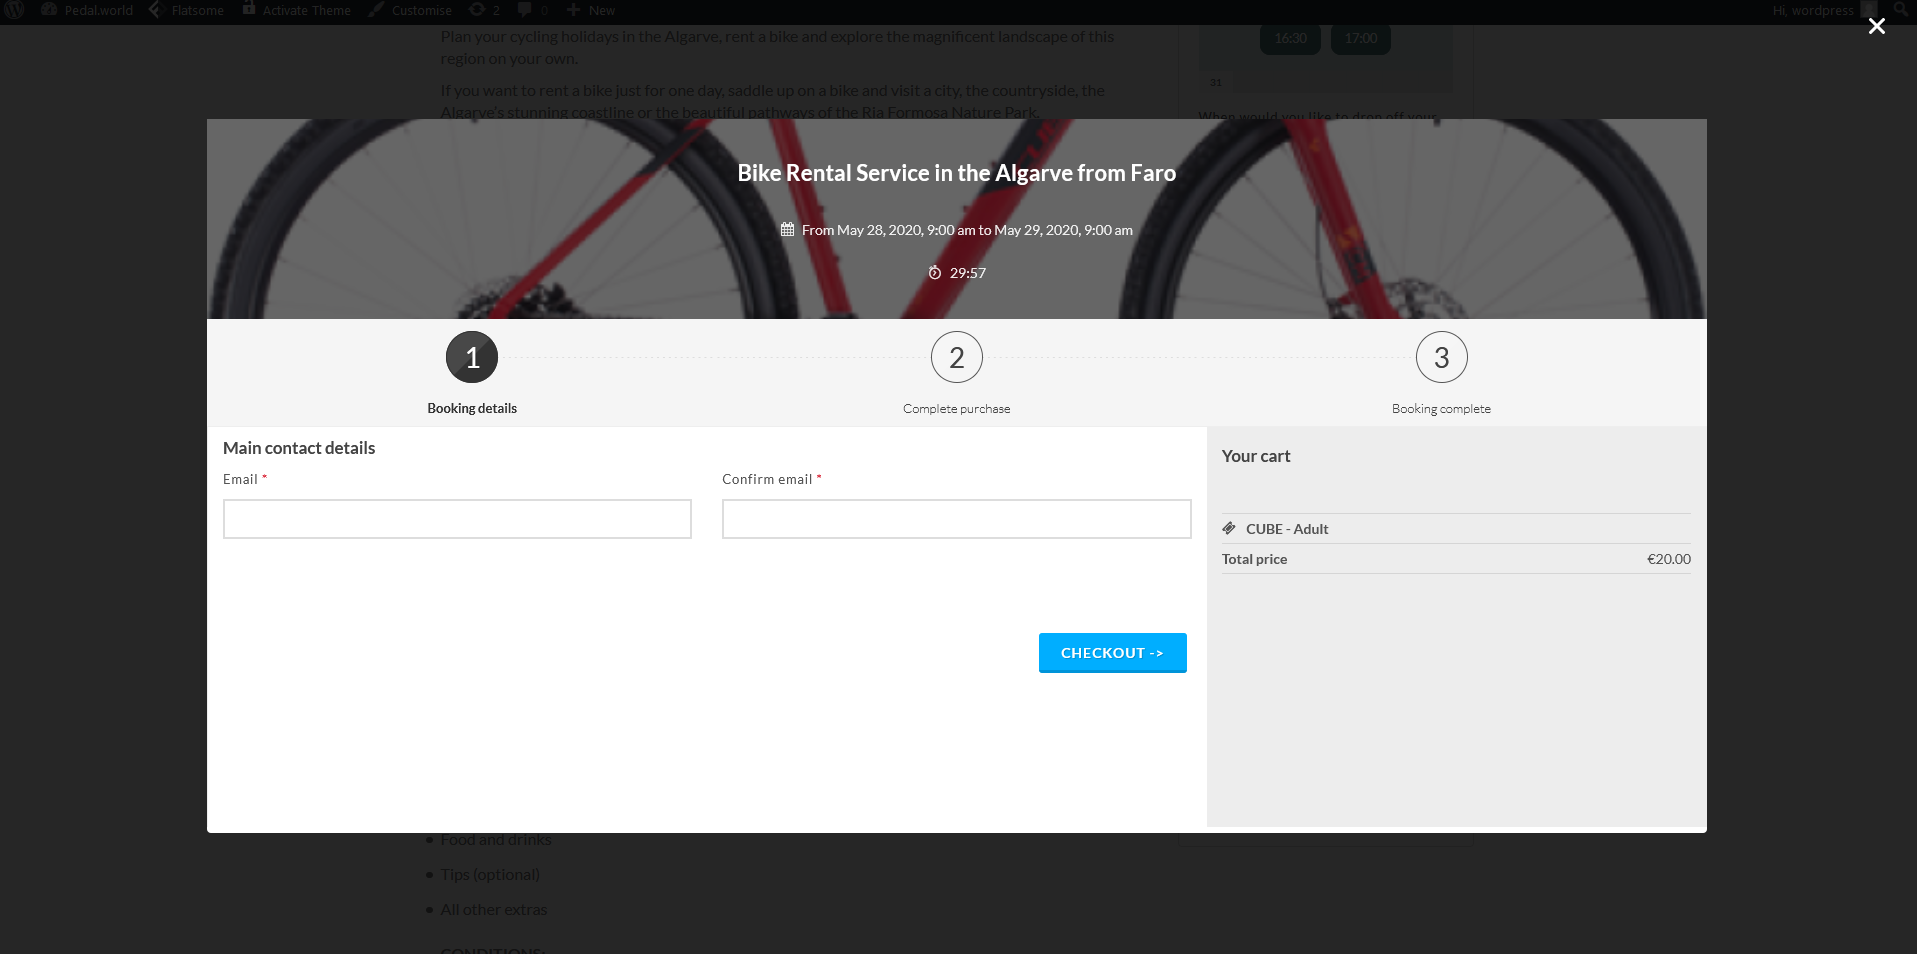 Pedal.world Flatsome Activate Theme Customise 2 0 New Hi, wordpress
Plan your cycling holidays in the Algarve, rent a bike and explore the magnificent landscape of this
region on your own.
If you want to rent a bike just for one day, saddle up on a bike and visit a city, the countryside, the
Algarve's stunning coastline or the beautiful pathways of the Ria Formosa Nature Park.
16:30 17:00
31
When would you like to drop off your
Bike Rental Service in the Algarve from Faro
From May 28, 2020, 9:00 am to May 29, 2020, 9:00 am
29:57
1 2 3
Booking details Complete purchase Booking complete
Main contact details
Email * Confirm email *
CHECKOUT ->
Your cart
CUBE - Adult
Total price €20.00
Food and drinks
Tips (optional)
All other extras
CONDITIONS: